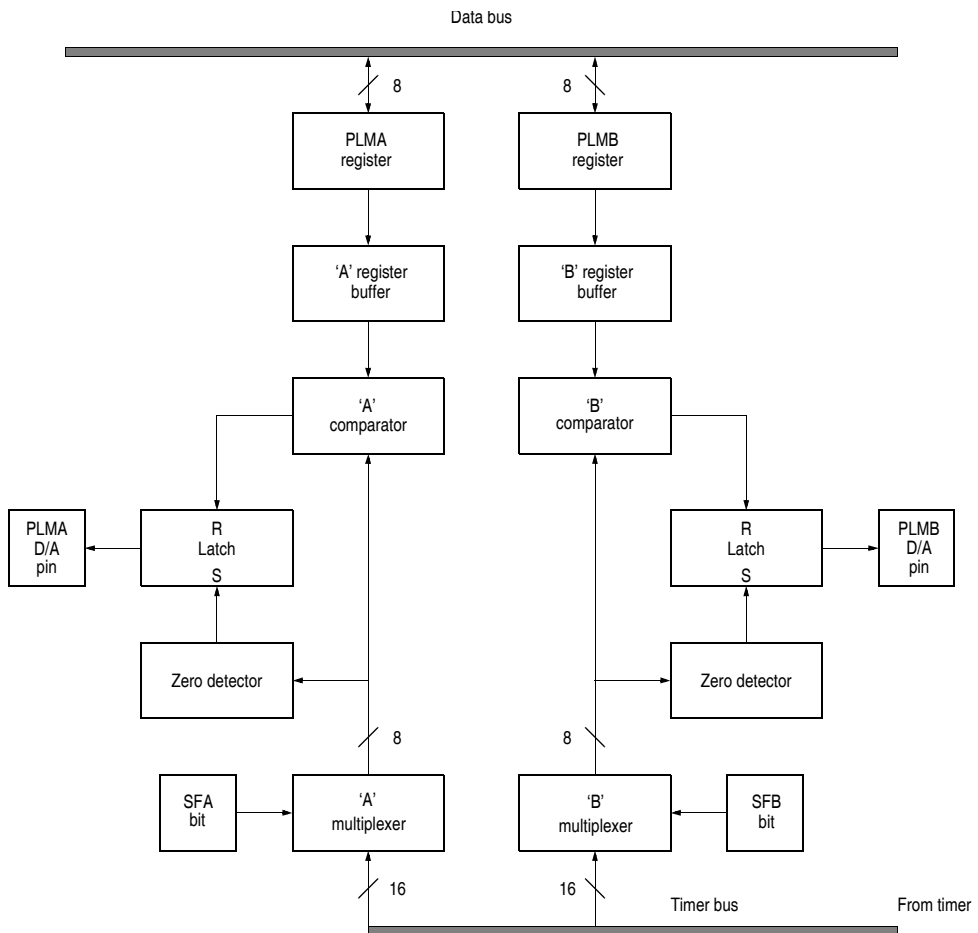 Data bus
8
8
PLMA
register
PLMB
register
‘A’ register
buffer
‘B’ register
buffer
‘A’
comparator
‘B’
comparator
PLMA
D/A
pin
R
Latch
S
R
Latch
S
PLMB
D/A
pin
Zero detector
Zero detector
8
8
SFA
bit
‘A’
multiplexer
‘B’
multiplexer
SFB
bit
16
16
Timer bus
From timer